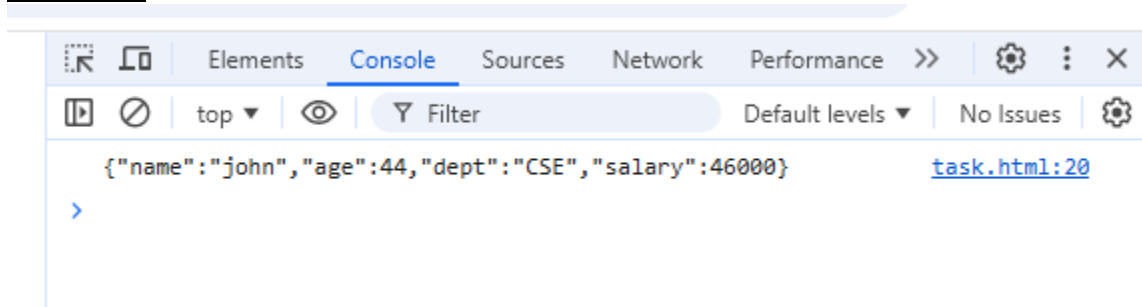 Elements Console Sources Network Performance
top Filter Default levels No Issues
{"name":"john","age":44,"dept":"CSE","salary":46000} task.html:20